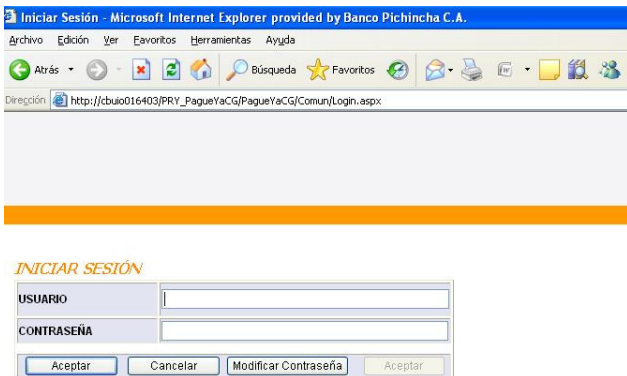 Iniciar Sesión - Microsoft Internet Explorer provided by Banco Pichincha C.A.
Archivo Edición Ver Favoritos Herramientas Ayuda
Atrás Búsqueda Favoritos
Dirección http://cbuio016403/PRY_PagueYaCG/PagueYaCG/Comun/Login.aspx
INICIAR SESIÓN
USUARIO
CONTRASEÑA
Aceptar Cancelar Modificar Contraseña Aceptar